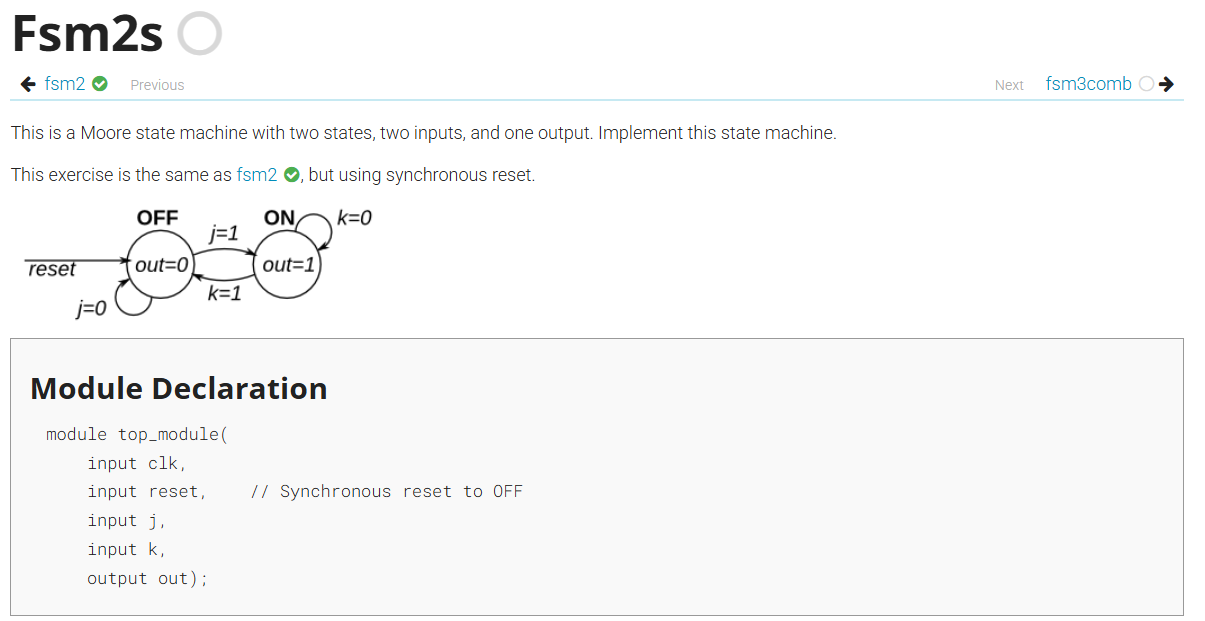 Fsm2s
fsm2 Previous Next fsm3comb
This is a Moore state machine with two states, two inputs, and one output. Implement this state machine.
This exercise is the same as fsm2 , but using synchronous reset.
OFF ON k=0
j=1
reset out=0 out=1
k=1
j=0
Module Declaration
module top_module(
input clk,
input reset, // Synchronous reset to OFF
input j,
input k,
output out);